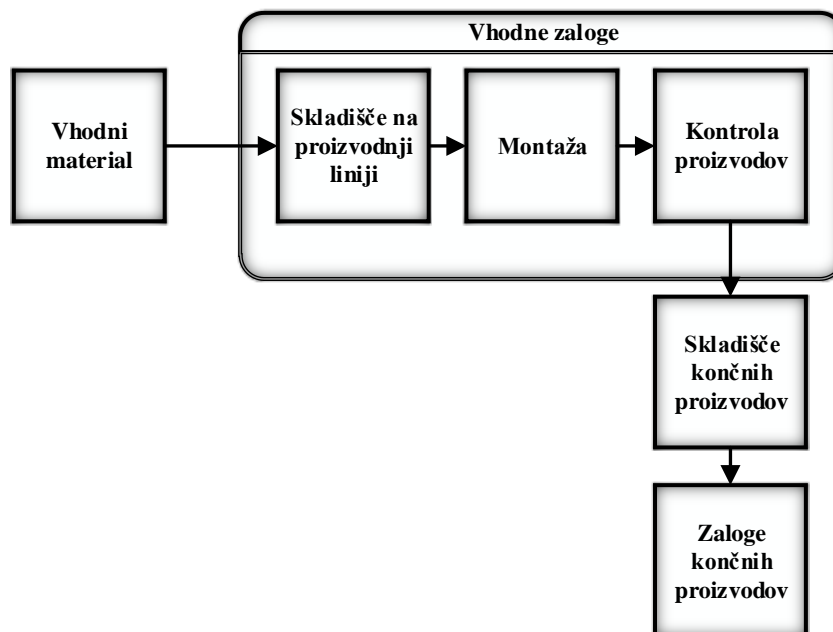 Vhodne zaloge
Vhodni
material
Skladišče na
proizvodnji
liniji
Montaža
Kontrola
proizvodov
Skladišče
končnih
proizvodov
Zaloge
končnih
proizvodov